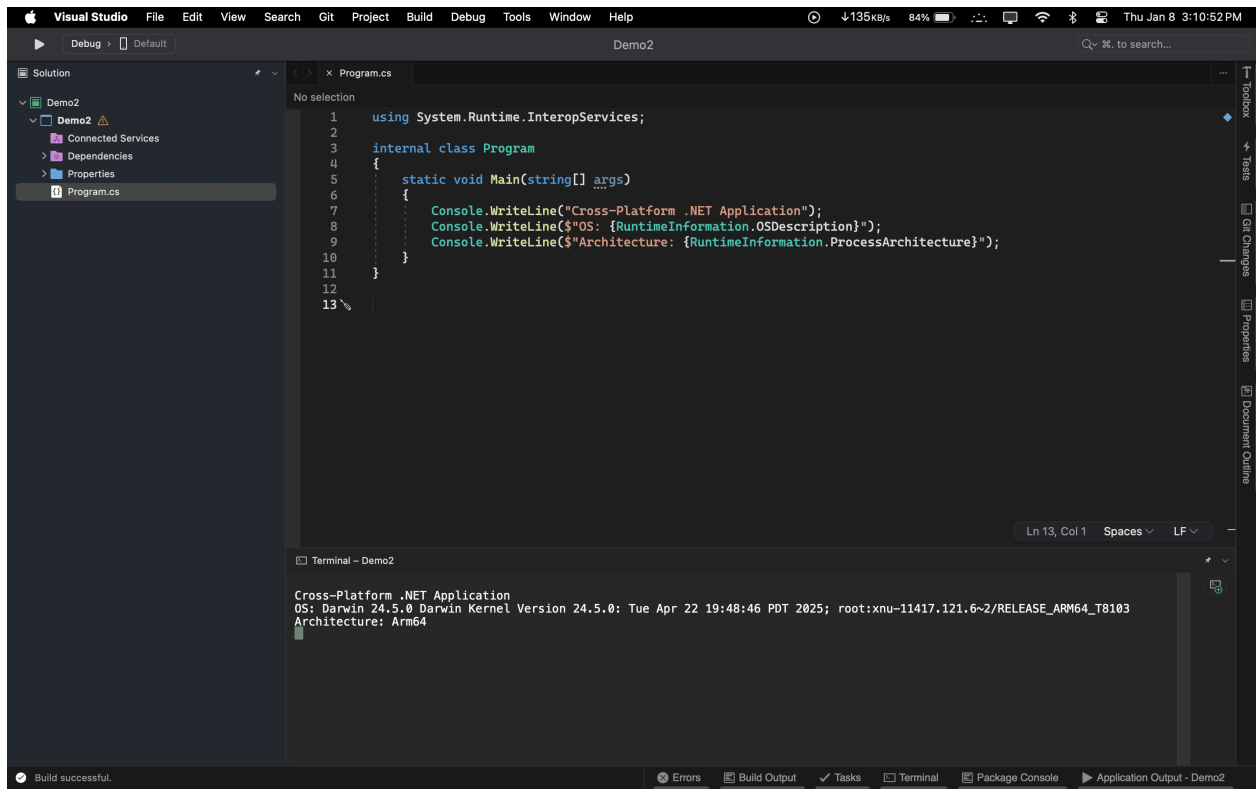 Visual Studio File Edit View Search Git Project Build Debug Tools Window Help 135KB/s 84% Thu Jan 8 3:10:52 PM
Debug › Default
Demo2
⌘. to search...
Solution
Program.cs
No selection
Demo2
Demo2
Connected Services
Dependencies
Properties
Program.cs
1 using System.Runtime.InteropServices;
2
3 internal class Program
4 {
5 static void Main(string[] args)
6 {
7 Console.WriteLine("Cross-Platform .NET Application");
8 Console.WriteLine($"OS: {RuntimeInformation.OSDescription}");
9 Console.WriteLine($"Architecture: {RuntimeInformation.ProcessArchitecture}");
10 }
11 }
12
13
Ln 13, Col 1 Spaces LF
Toolbox
Tests
Git Changes
Properties
Document Outline
Terminal – Demo2
Cross-Platform .NET Application
OS: Darwin 24.5.0 Darwin Kernel Version 24.5.0: Tue Apr 22 19:48:46 PDT 2025; root:xnu-11417.121.6~2/RELEASE_ARM64_T8103
Architecture: Arm64
Build successful.
Errors Build Output Tasks Terminal Package Console Application Output - Demo2